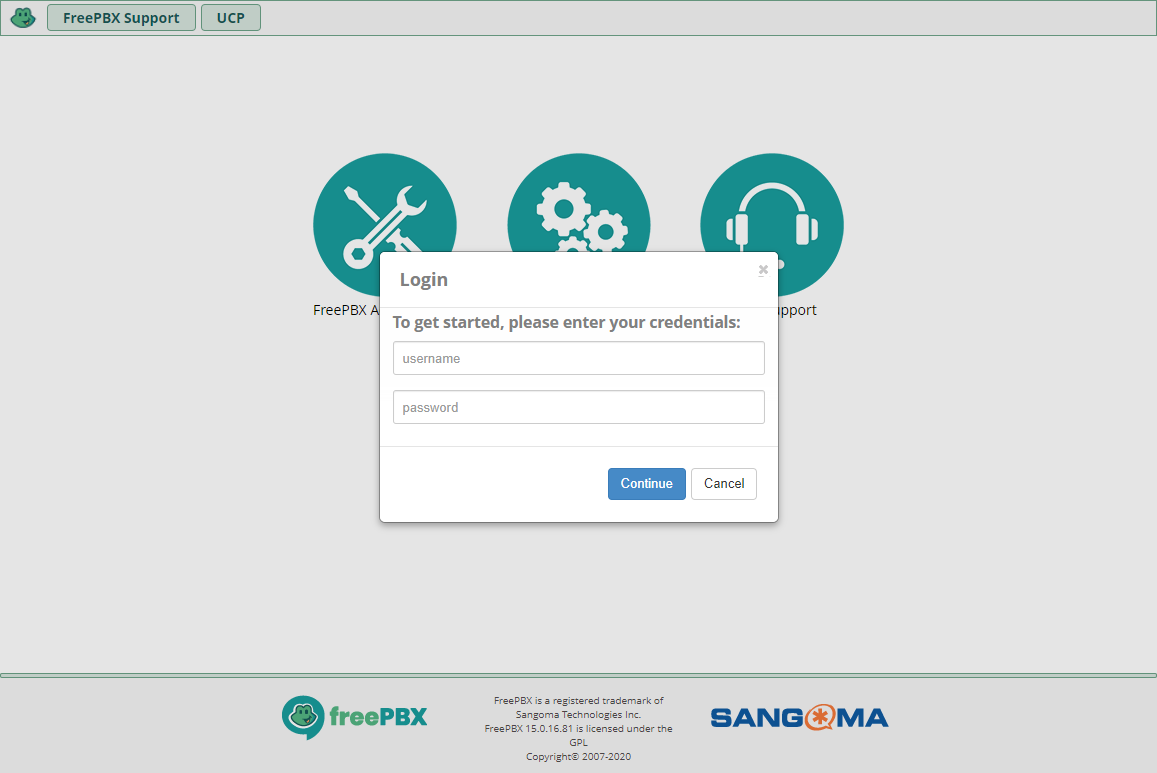 FreePBX Support
UCP
FreePBX A
upport
Login
×
To get started, please enter your credentials:
username
password
Continue
Cancel
freePBX
FreePBX is a registered trademark of
Sangoma Technologies Inc.
FreePBX 15.0.16.81 is licensed under the
GPL
Copyright© 2007-2020
SANGOMA